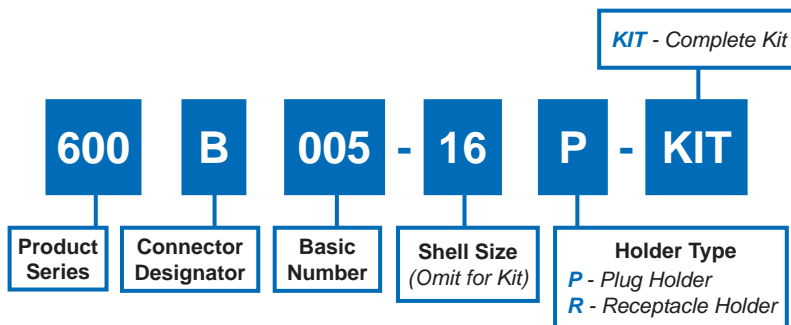 KIT - Complete Kit
600 B 005 - 16 P - KIT
Product
Series
Connector
Designator
Basic
Number
Shell Size
(Omit for Kit)
Holder Type
P - Plug Holder
R - Receptacle Holder